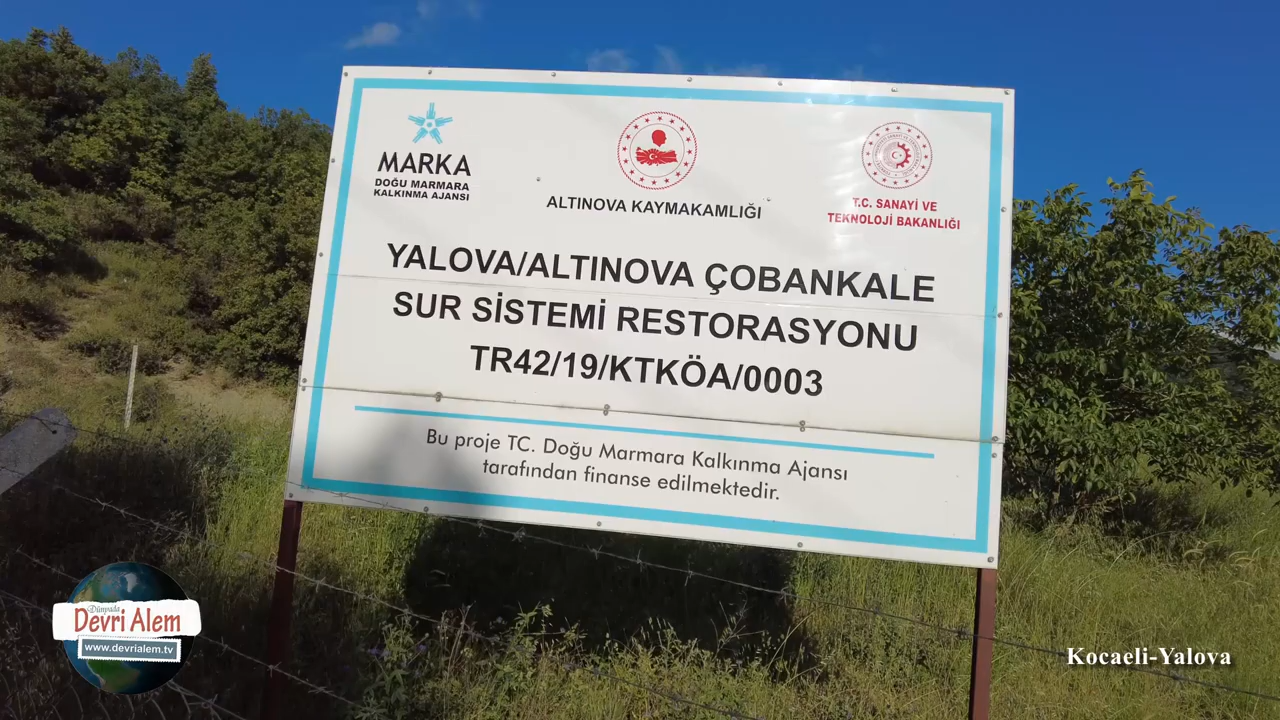 MARKA
DOĞU MARMARA
KALKINMA AJANSI
ALTINOVA KAYMAKAMLIĞI
T.C. SANAYİ VE
TEKNOLOJİ BAKANLIĞI
YALOVA/ALTINOVA ÇOBANKALE
SUR SİSTEMİ RESTORASYONU
TR42/19/KTKÖA/0003
Bu proje TC. Doğu Marmara Kalkınma Ajansı
tarafından finanse edilmektedir.
Dünyada
Devri Alem
www.devrialem.tv
Kocaeli-Yalova